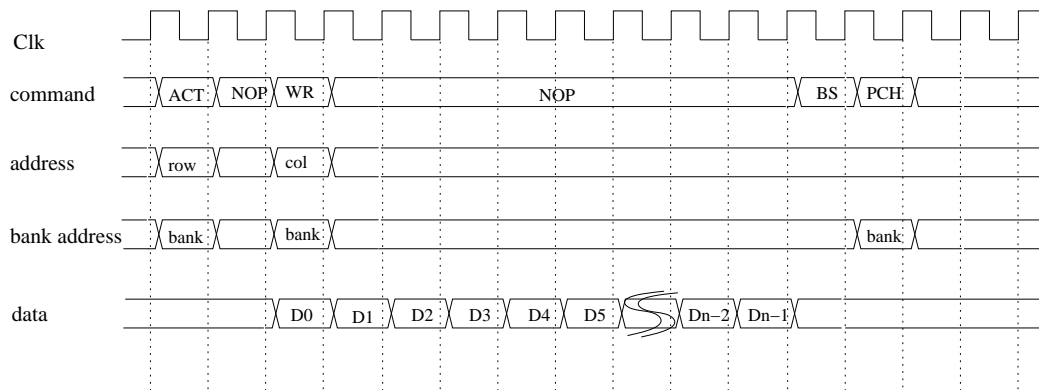 Clk
command ACT NOP WR NOP BS PCH
address row col
bank address bank bank bank
data D0 D1 D2 D3 D4 D5 Dn−2 Dn−1